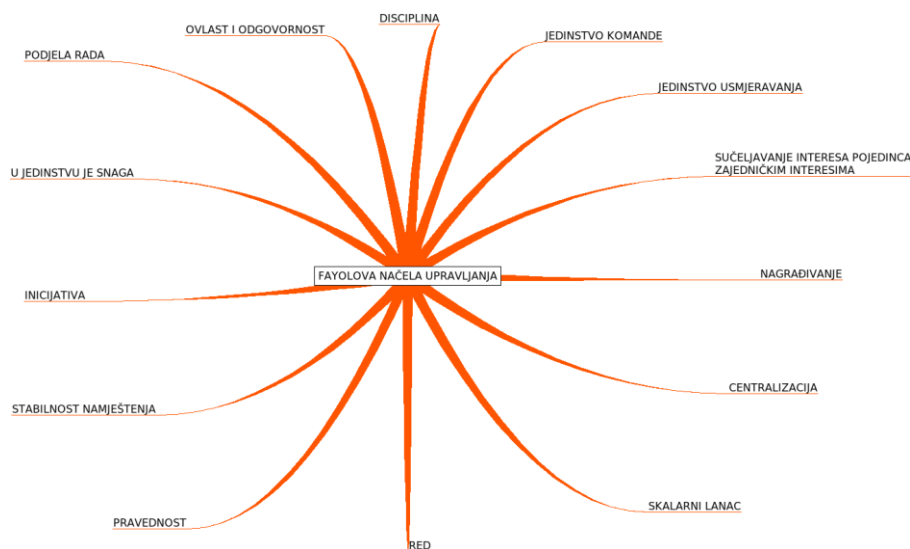 DISCIPLINA
OVLAST I ODGOVORNOST
JEDINSTVO KOMANDE
PODJELA RADA
JEDINSTVO USMJERAVANJA
SUČELJAVANJE INTERESA POJEDINCA
ZAJEDNIČKIM INTERESIMA
U JEDINSTVU JE SNAGA
FAYOLOVA NAČELA UPRAVLJANJA
NAGRAĐIVANJE
INICIJATIVA
CENTRALIZACIJA
STABILNOST NAMJEŠTENJA
SKALARNI LANAC
PRAVEDNOST
RED